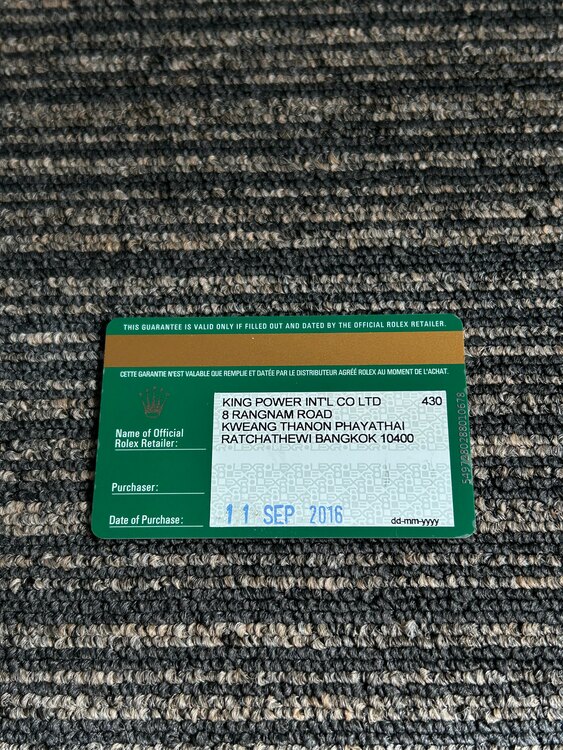 THIS GUARANTEE IS VALID ONLY IF FILLED OUT AND DATED BY THE OFFICIAL ROLEX RETAILER.
CETTE GARANTIE N'EST VALABLE QUE REMPLIE ET DATÉE PAR LE DISTRIBUTEUR AGRÉÉ ROLEX AU MOMENT DE L'ACHAT.
KING POWER INT'L CO LTD 430
8 RANGNAM ROAD
KWEANG THANON PHAYATHAI
RATCHATHEWI BANGKOK 10400
Name of Official
Rolex Retailer:
Purchaser:
Date of Purchase: 11 SEP 2016 dd-mm-yyyy